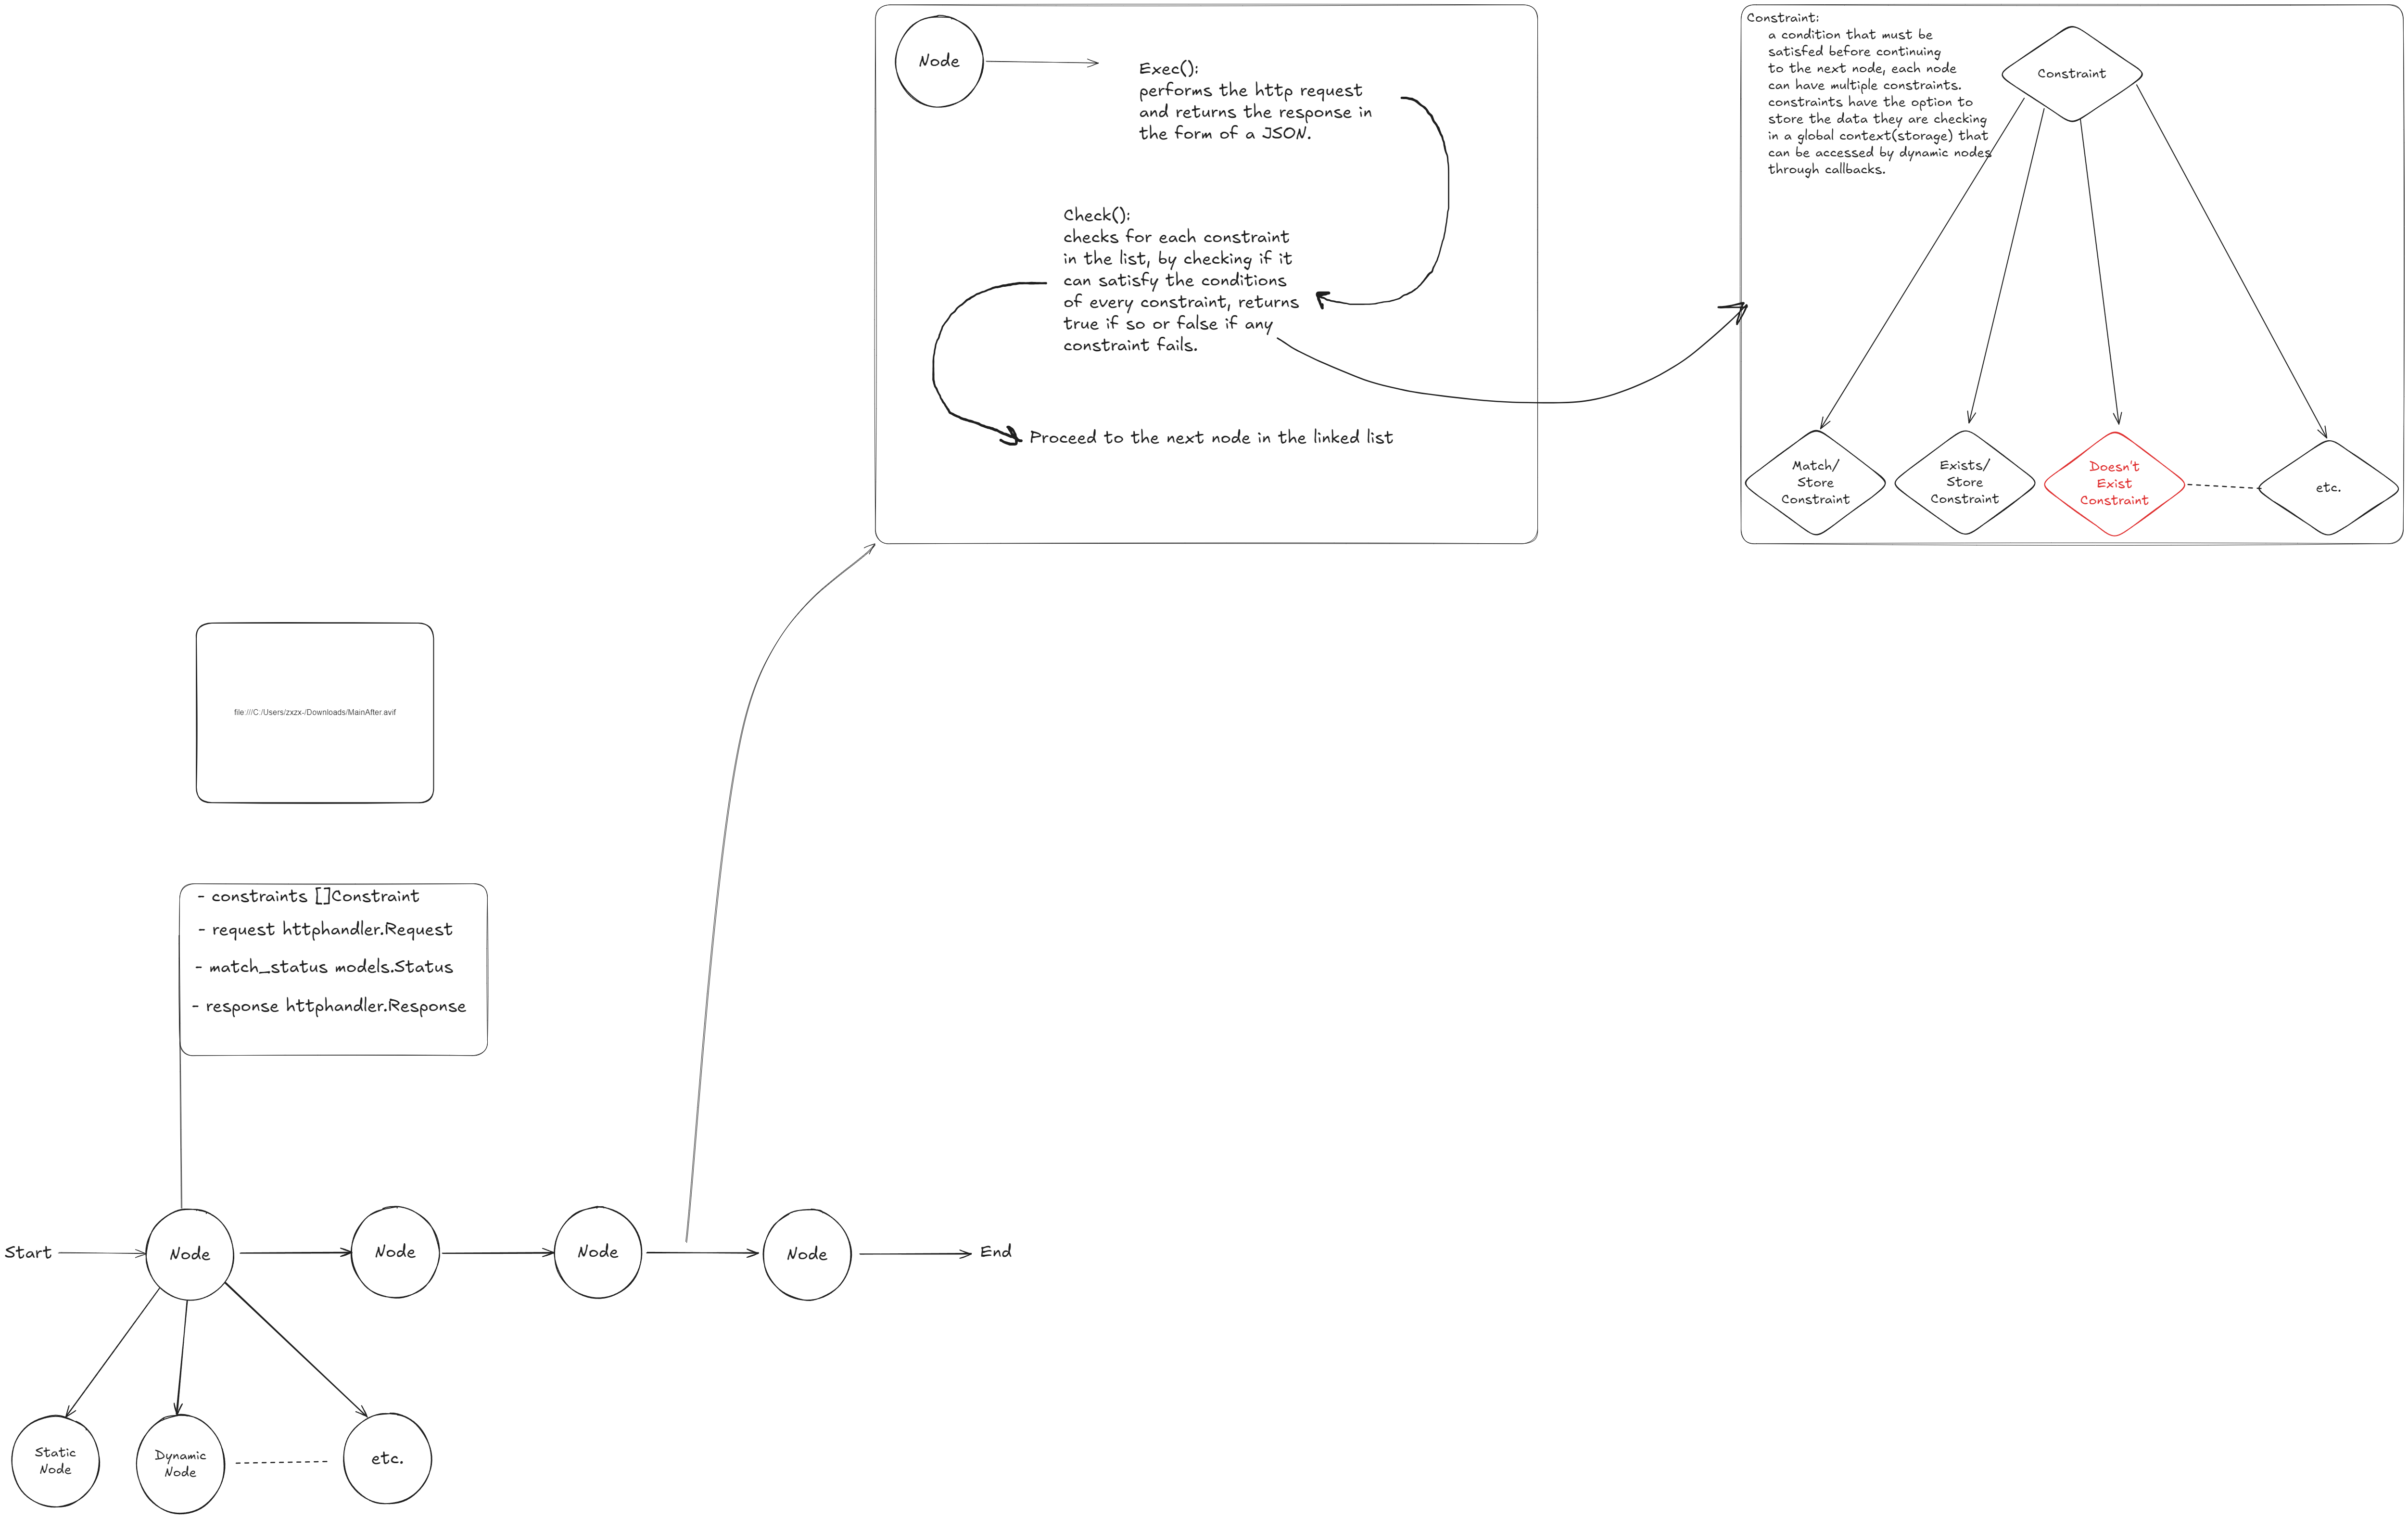 Node
Exec():
performs the http request
and returns the response in
the form of a JSON.
Check():
checks for each constraint
in the list, by checking if it
can satisfy the conditions
of every constraint, returns
true if so or false if any
constraint fails.
Proceed to the next node in the linked list
Constraint:
a condition that must be
satisfed before continuing
to the next node, each node
can have multiple constraints.
constraints have the option to
store the data they are checking
in a global context(storage) that
can be accessed by dynamic nodes
through callbacks.
Constraint
Match/
Store
Constraint
Exists/
Store
Constraint
Doesn't
Exist
Constraint
etc.
file:///C:/Users/zxzx-/Downloads/MainAfter.avif
- constraints []Constraint
- request httphandler.Request
- match_status models.Status
- response httphandler.Response
Start
Node
Node
Node
Node
End
Static
Node
Dynamic
Node
etc.